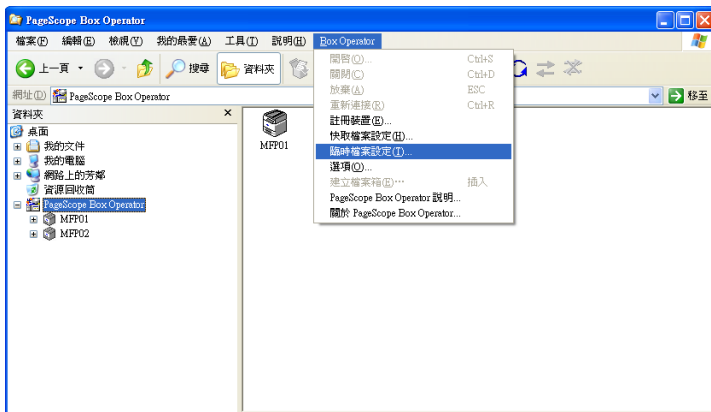 PageScope Box Operator
檔案(F) 編輯(E) 檢視(V) 我的最愛(A) 工具(T) 說明(H) Box Operator
上一頁 搜尋 資料夾
網址(D) PageScope Box Operator 移至
資料夾 ×
桌面
我的文件
我的電腦
網路上的芳鄰
資源回收筒
PageScope Box Operator
MFP01
MFP02
MFP01
開啓(O)... Ctrl+S
關閉(C) Ctrl+D
放棄(A) ESC
重新連接(R) Ctrl+R
註冊裝置(E)...
快取檔案設定(H)...
臨時檔案設定(T)...
選項(O)...
建立檔案箱(E)... 插入
PageScope Box Operator 說明...
關於 PageScope Box Operator...